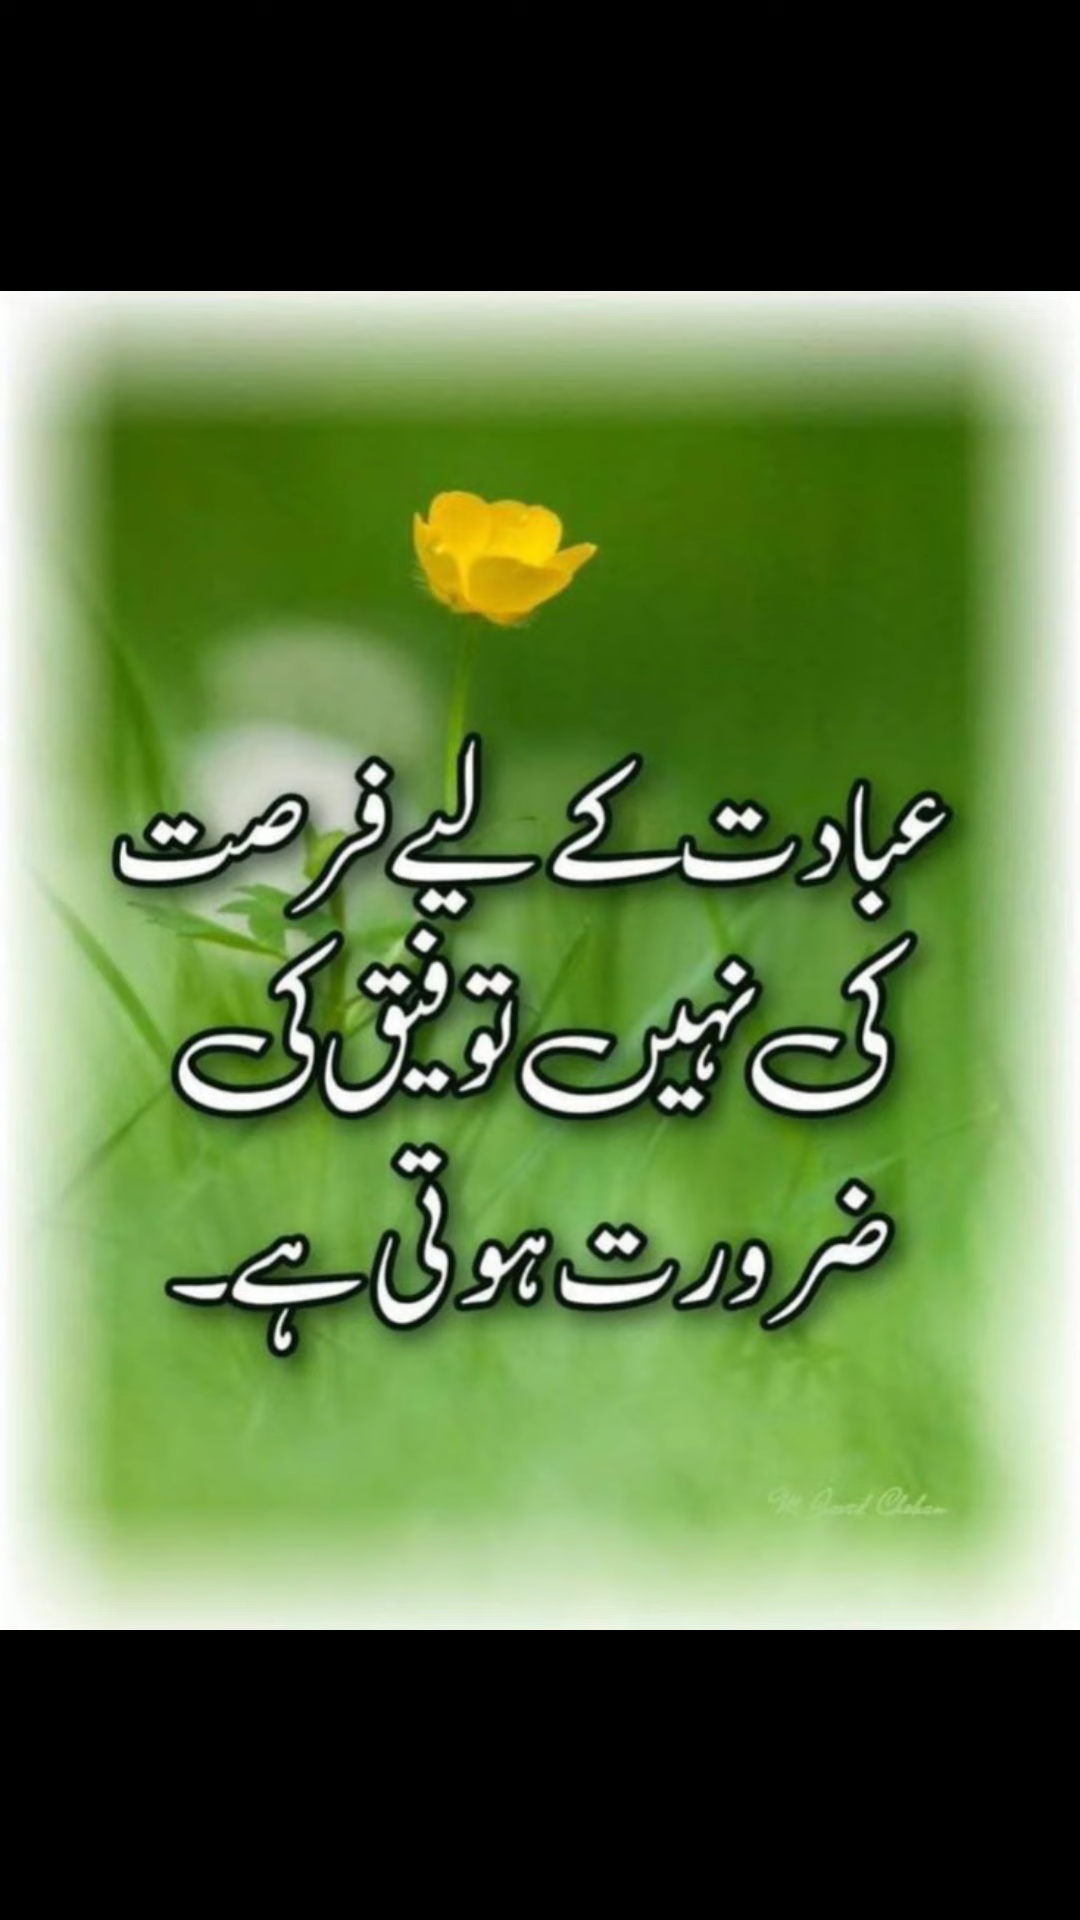 عبادت کے لیے فرصت
کی نہیں توفیق کی
ضرورت ہوتی ہے۔